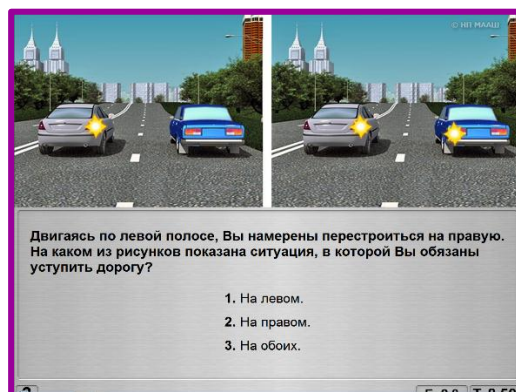 © НП МААШ
Двигаясь по левой полосе, Вы намерены перестроиться на правую.
На каком из рисунков показана ситуация, в которой Вы обязаны
уступить дорогу?
1. На левом.
2. На правом.
3. На обоих.